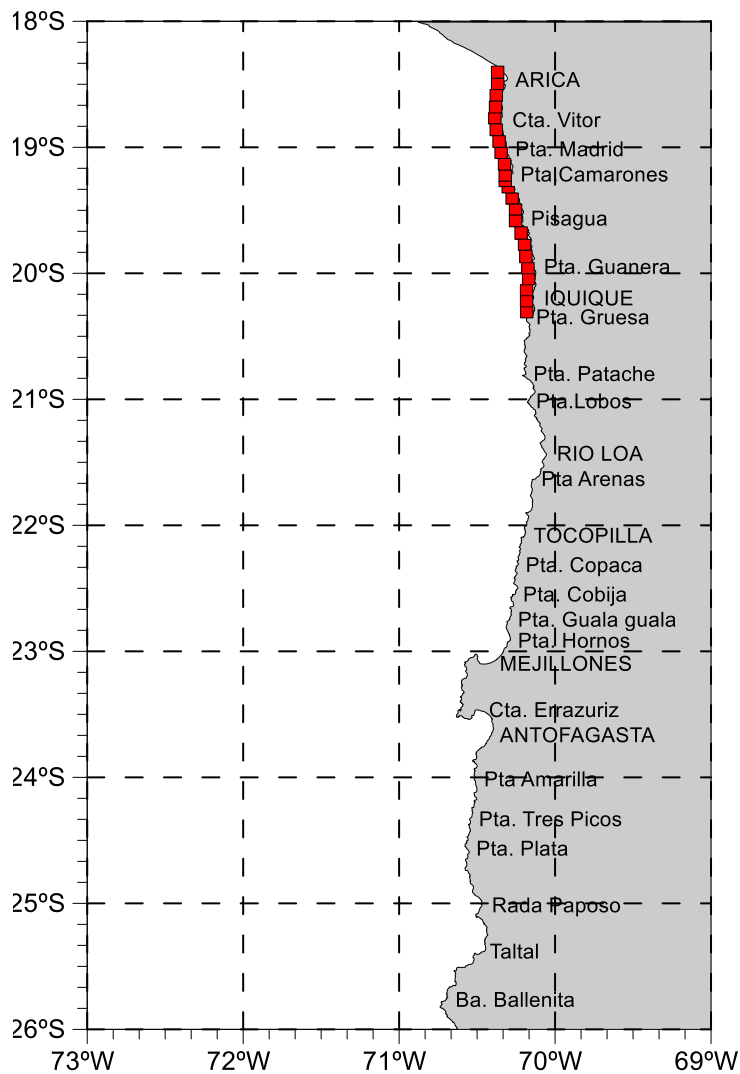 18ºS
ARICA
Cta. Vitor
19ºS
Pta. Madrid
Pta.Camarones
Pisagua
Pta. Guanera
20ºS
IQUIQUE
Pta. Gruesa
Pta. Patache
21ºS
Pta.Lobos
RIO LOA
Pta Arenas
22ºS
TOCOPILLA
Pta. Copaca
Pta. Cobija
Pta. Guala guala
Pta. Hornos
23ºS
MEJILLONES
Cta. Errazuriz
ANTOFAGASTA
24ºS
Pta Amarilla
Pta. Tres Picos
Pta. Plata
25ºS
Rada Paposo
Taltal
Ba. Ballenita
26ºS
73ºW 72ºW 71ºW 70ºW 69ºW